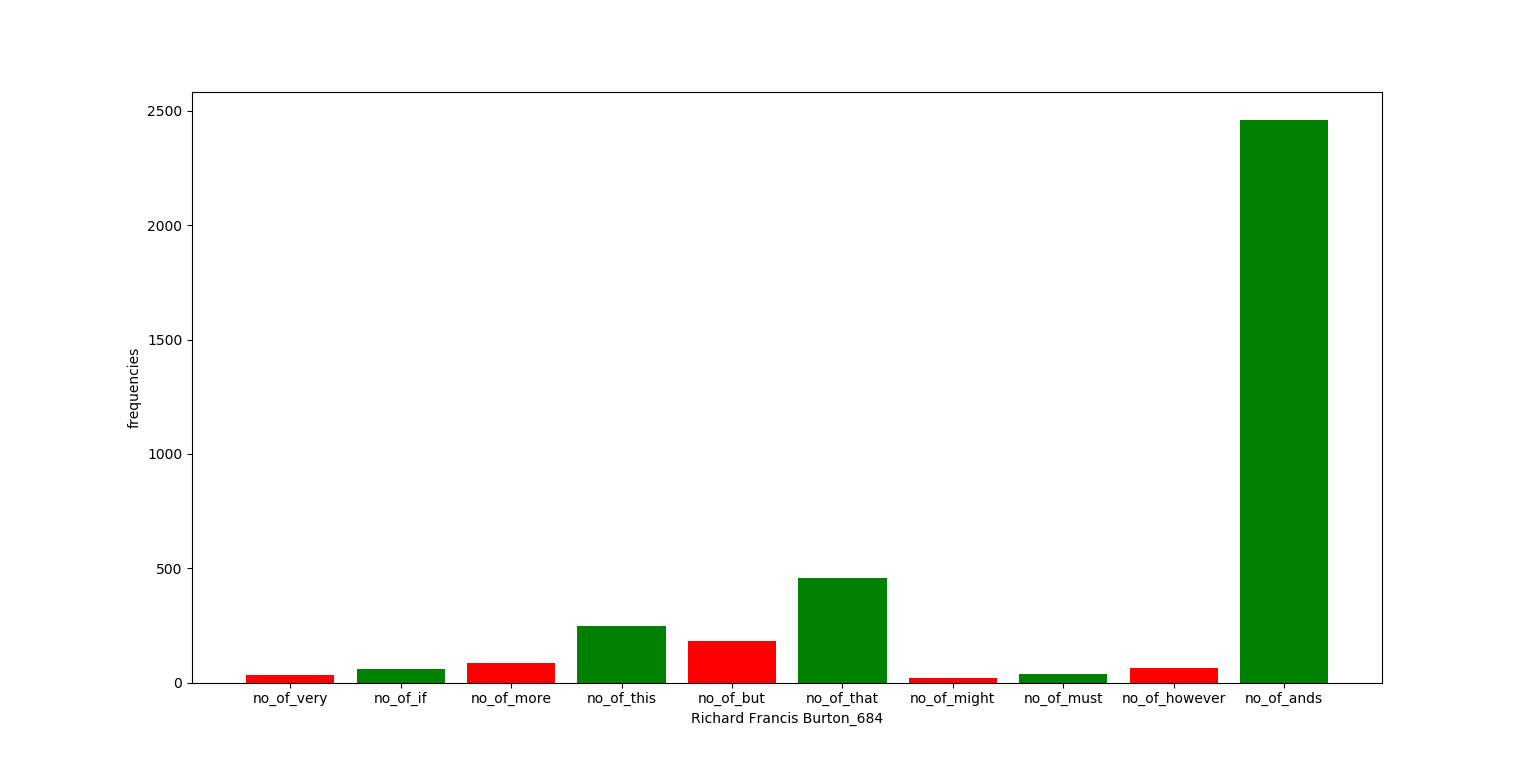 2500
2000
1500
1000
500
0
frequencies
no_of_very no_of_if no_of_more no_of_this no_of_but no_of_that no_of_might no_of_must no_of_however no_of_ands
Richard Francis Burton_684